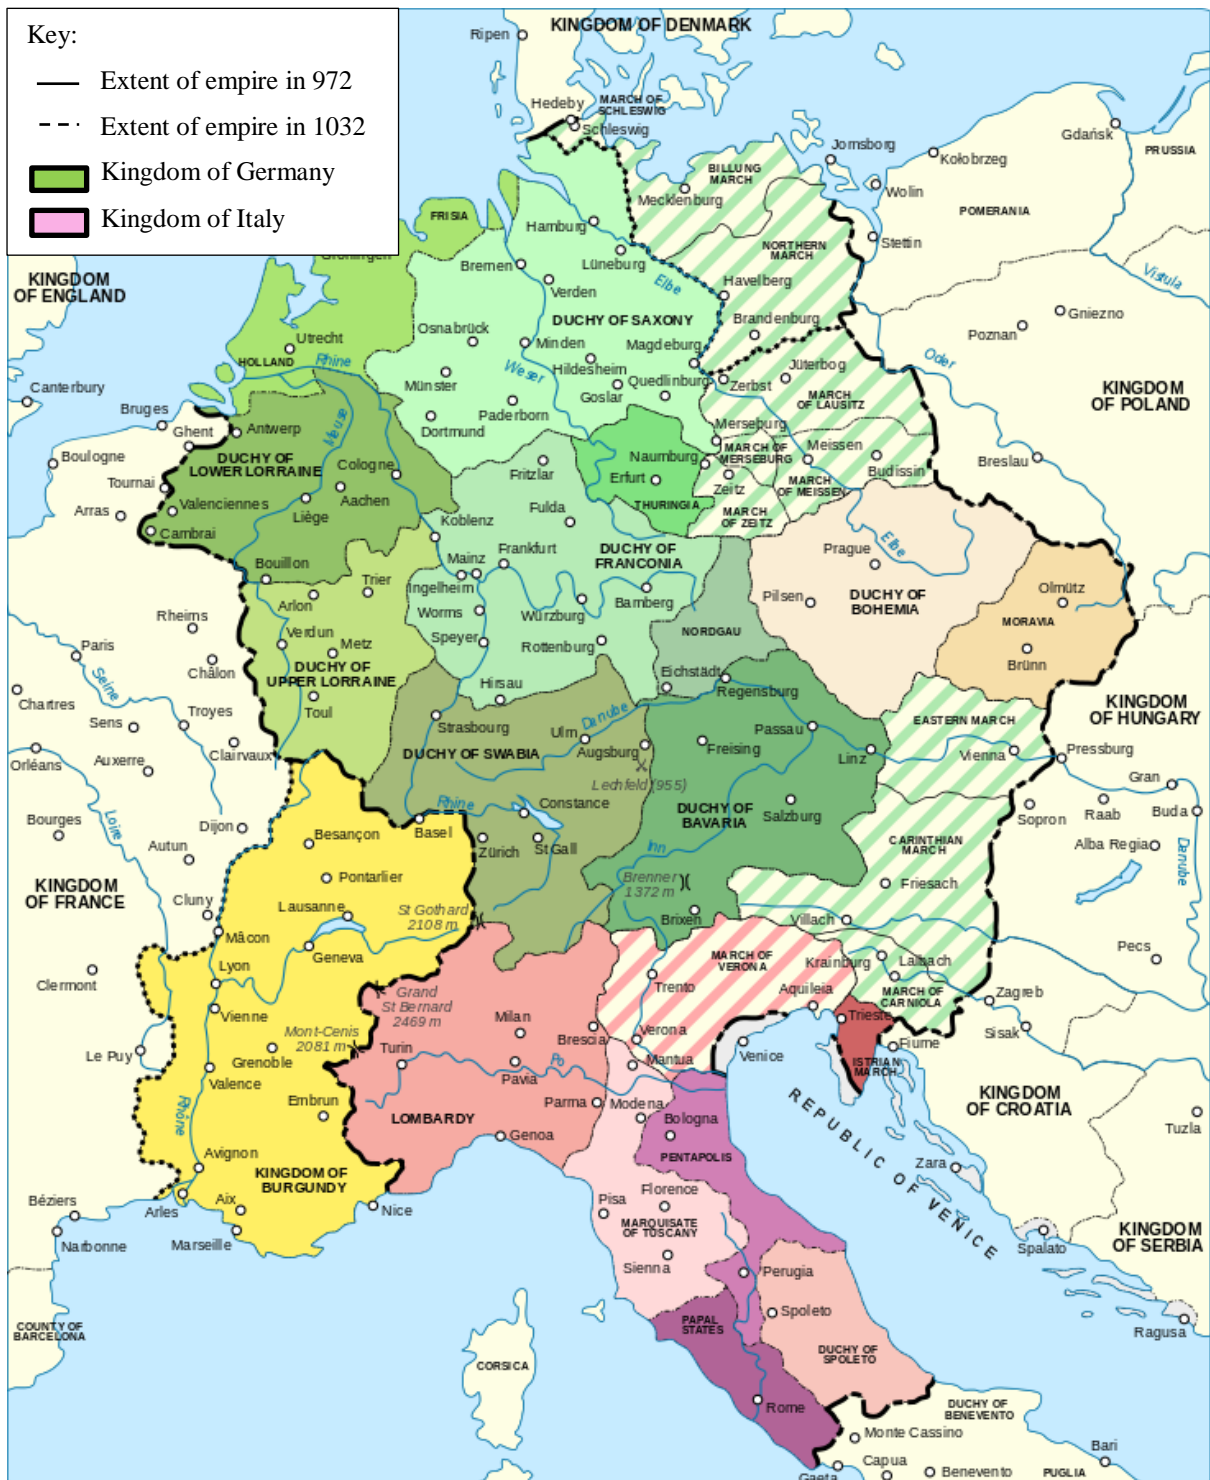 Key:
Extent of empire in 972
Extent of empire in 1032
Kingdom of Germany
Kingdom of Italy
KINGDOM OF DENMARK
Ripen
Hedeby
MARCH OF
SCHLESWIG
Schleswig
Gdańsk
PRUSSIA
Jomsborg
Kołobrzeg
Wolin
POMERANIA
BILLUNG
MARCH
Mecklenburg
FRISIA
Hamburg
Stettin
NORTHERN
MARCH
Groningen
Bremen
Lüneburg
Elbe
Vistula
KINGDOM
OF ENGLAND
Verden
Havelberg
Gniezno
Poznan
Brandenburg
DUCHY OF SAXONY
Osnabrück
Utrecht
Minden
Magdeburg
HOLLAND
Rhine
Hildesheim
Weser
Jüterbog
Oder
Canterbury
Münster
Goslar
Quedlinburg
Zerbst
KINGDOM
OF POLAND
MARCH
OF LAUSITZ
Bruges
Paderborn
Meuse
Ghent
Antwerp
Dortmund
Merseburg
Boulogne
DUCHY OF
LOWER LORRAINE
Cologne
Fritzlar
Naumburg
MARCH OF
MERSEBURG
Meissen
Budissin
Breslau
Tournai
Aachen
Erfurt
Zeitz
MARCH
OF MEISSEN
Arras
Valenciennes
Liège
Fulda
THURINGIA
MARCH
OF ZEITZ
Cambrai
Koblenz
Elbe
Bouillon
Mainz
Frankfurt
DUCHY OF
FRANCONIA
Prague
Trier
Ingelheim
Arlon
Worms
Würzburg
Bamberg
Pilsen
DUCHY OF
BOHEMIA
Olmütz
Rheims
MORAVIA
Verdun
Metz
Speyer
Rottenburg
NORDGAU
Brünn
Paris
Châlon
DUCHY OF
UPPER LORRAINE
Eichstädt
Seine
Hirsau
Regensburg
Chartres
Troyes
Toul
Danube
KINGDOM
OF HUNGARY
Sens
Strasbourg
Ulm
Passau
EASTERN MARCH
Clairvaux
DUCHY OF SWABIA
Augsburg
Freising
Linz
Vienna
Pressburg
Orléans
Auxerre
Lechfeld (955)
Gran
Loire
Rhine
Constance
DUCHY OF
BAVARIA
Salzburg
Sopron
Raab
Buda
Bourges
Dijon
Besançon
Basel
Zürich
St Gall
CARINTHIAN
MARCH
Alba Regia
Danube
Autun
Inn
KINGDOM
OF FRANCE
Pontarlier
Brenner
1372 m
Friesach
Cluny
Lausanne
St Gothard
2108 m
Brixen
Villach
Mâcon
Geneva
MARCH OF
VERONA
Krainburg
Laibach
Pecs
Clermont
Lyon
Trento
Aquileia
MARCH OF
CARNIOLA
Zagreb
Grand
St Bernard
2469 m
Vienne
Milan
Trieste
Sisak
Mont-Cenis
2081 m
Brescia
Verona
Venice
Fiume
Le Puy
Grenoble
Turin
Po
Mantua
ISTRIAN
MARCH
Valence
Pavia
Embrun
Parma
Modena
KINGDOM
OF CROATIA
LOMBARDY
Rhône
Bologna
Genoa
PENTAPOLIS
Tuzla
REPUBLIC OF VENICE
Avignon
KINGDOM OF
BURGUNDY
Zara
Béziers
Aix
Arles
Nice
Pisa
Florence
Narbonne
Marseille
MARQUISATE
OF TOSCANY
KINGDOM
OF SERBIA
Spalato
Sienna
Perugia
Spoleto
COUNTY OF
BARCELONA
PAPAL
STATES
Ragusa
CORSICA
DUCHY OF
SPOLETO
Rome
DUCHY OF
BENEVENTO
Monte Cassino
Bari
Capua
Gaeta
Benevento
PUGLIA